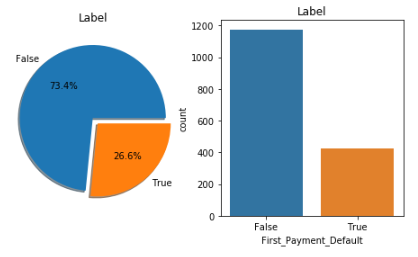 Label
False
73.4%
26.6%
True
Label
1200
1000
800
600
400
200
0
count
False True
First_Payment_Default